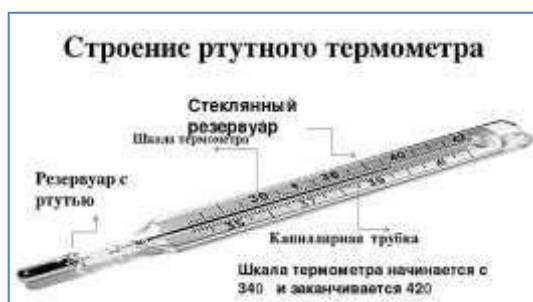 Строение ртутного термометра
Стеклянный
резервуар
Шкала термометра
Резервуар с
ртутью
Капиллярная трубка
Шкала термометра начинается с
340 и заканчивается 420